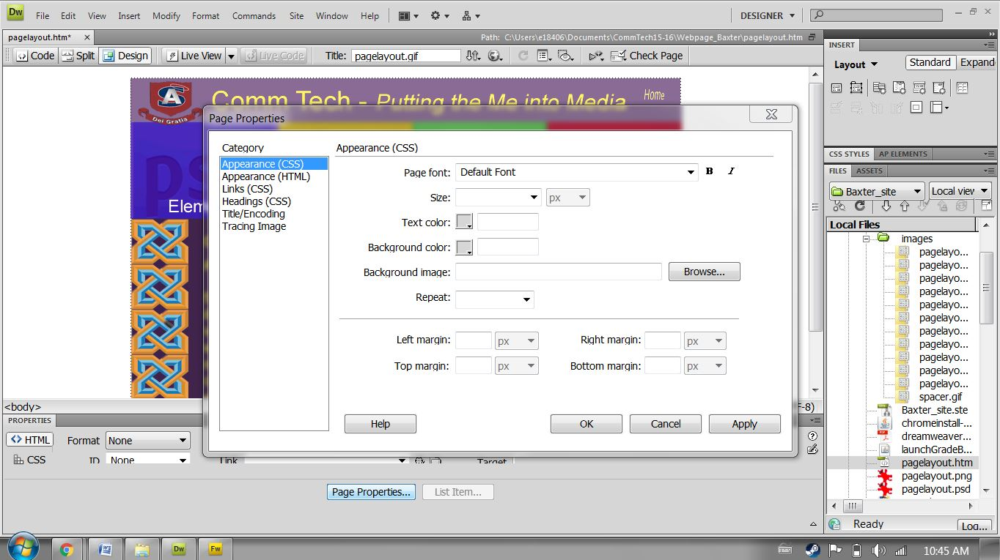 Dw File Edit View Insert Modify Format Commands Site Window Help DESIGNER
pagelayout.htm* Path: C:\Users\e18406\Documents\CommTech15-16\Webpage_Baxter\pagelayout.htm
Code Split Design Live View Live Code Title: pagelayout.gif Check Page
A
Dei Gratia
Comm Tech - Putting the Me into Media
Home
ps
Elem
Page Properties
Category
Appearance (CSS)
Appearance (HTML)
Links (CSS)
Headings (CSS)
Title/Encoding
Tracing Image
Appearance (CSS)
Page font: Default Font B I
Size: px
Text color:
Background color:
Background image: Browse...
Repeat:
Left margin: px Right margin: px
Top margin: px Bottom margin: px
Help OK Cancel Apply
<body> F-8)
PROPERTIES
<> HTML Format None
CSS ID None Link Target
Page Properties... List Item...
INSERT
Layout Standard Expand
CSS STYLES AP ELEMENTS
FILES ASSETS
Baxter_site Local view
Local Files
images
pagelayo...
pagelayo...
pagelayo...
pagelayo...
pagelayo...
pagelayo...
pagelayo...
pagelayo...
pagelayo...
pagelayo...
pagelayo...
spacer.gif
Baxter_site.ste
chromeinstall-...
dreamweaver...
launchGradeB...
pagelayout.htm
pagelayout.png
pagelayout.psd
Ready Log...
W Dw Fw 10:45 AM